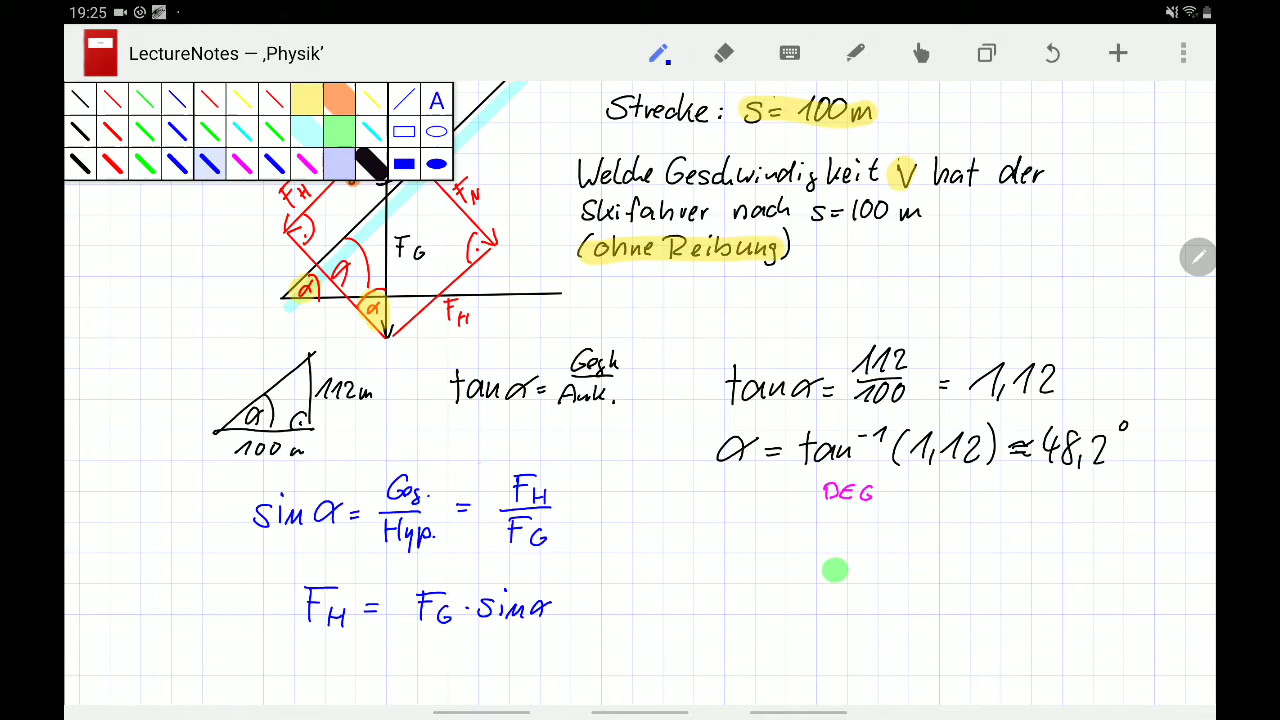 19:25
LectureNotes — ‚Physik’
A
Strecke: s = 100 m
Welche Geschwindigkeit v hat der
Skifahrer nach s = 100 m
(ohne Reibung)
F_H
F_N
F_G
α
α
α
F_H
112 m
α
100 m
tan α = Gegk / Ank.
tan α = 112/100 = 1,12
α = tan⁻¹ (1,12) ≈ 48,2°
DEG
sin α = Geg. / Hyp. = F_H / F_G
F_H = F_G · sin α